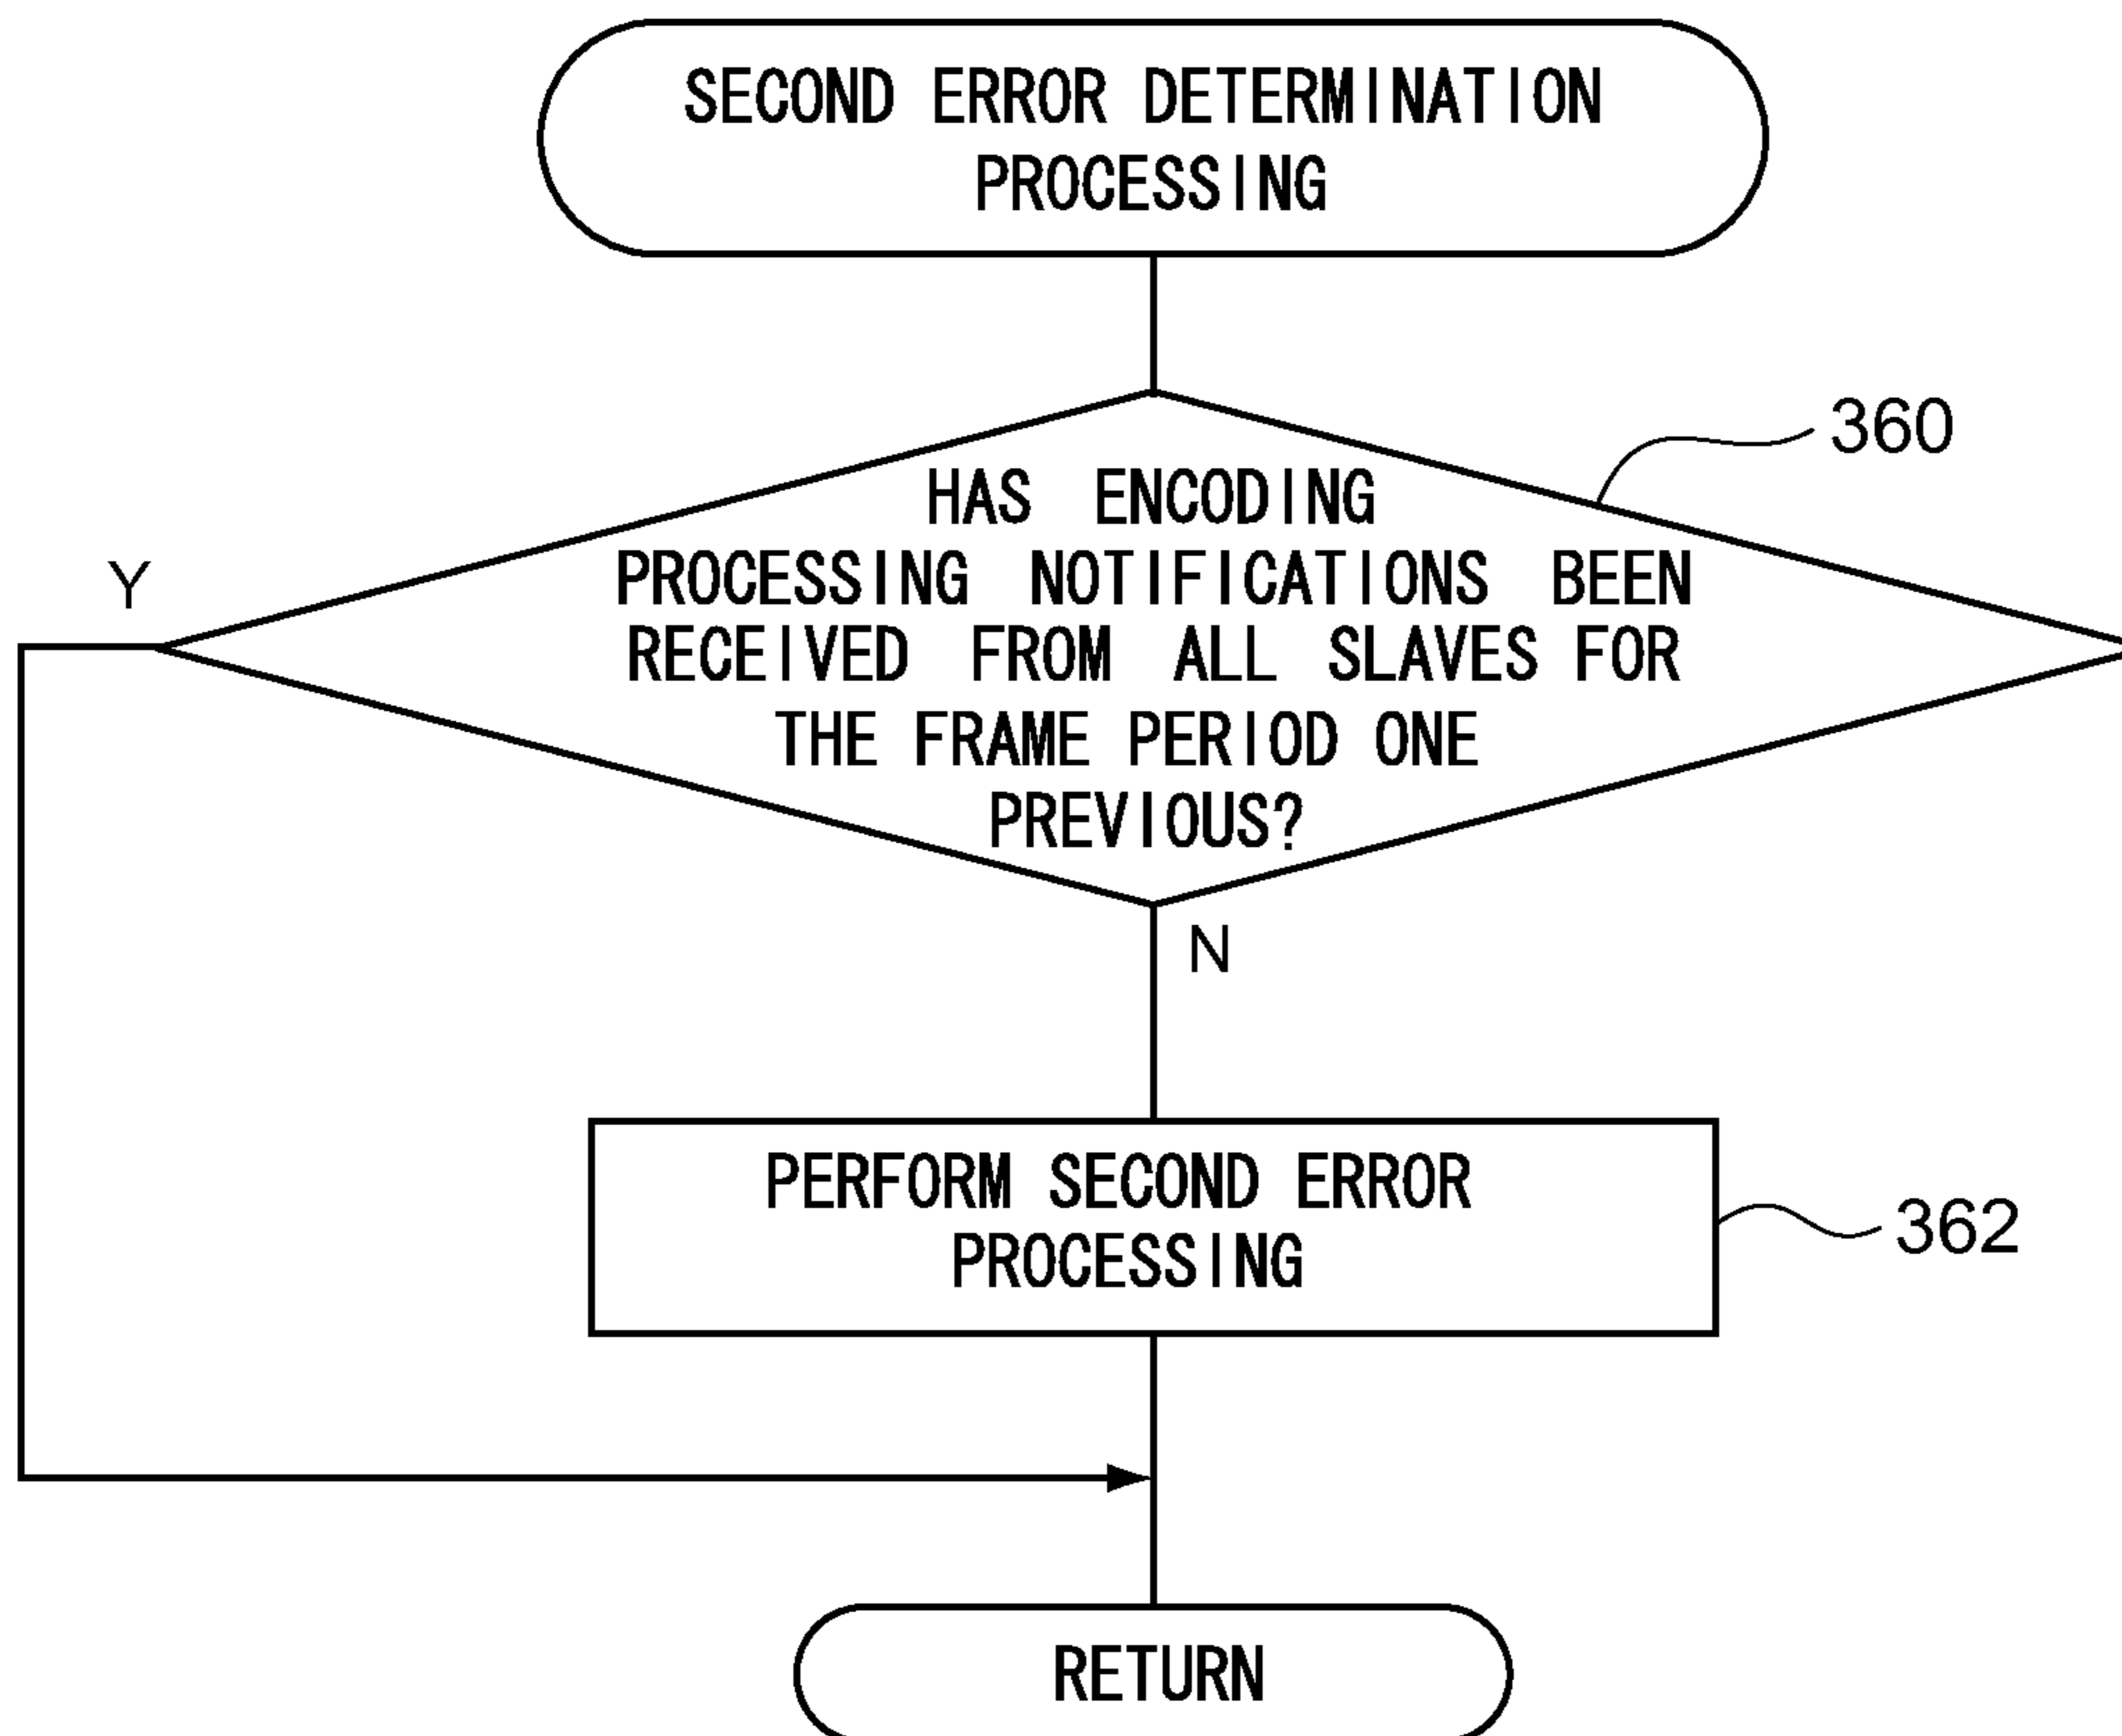 SECOND ERROR DETERMINATION
PROCESSING
360
HAS ENCODING
PROCESSING NOTIFICATIONS BEEN
RECEIVED FROM ALL SLAVES FOR
THE FRAME PERIOD ONE
PREVIOUS?
Y
N
PERFORM SECOND ERROR
PROCESSING
362
RETURN